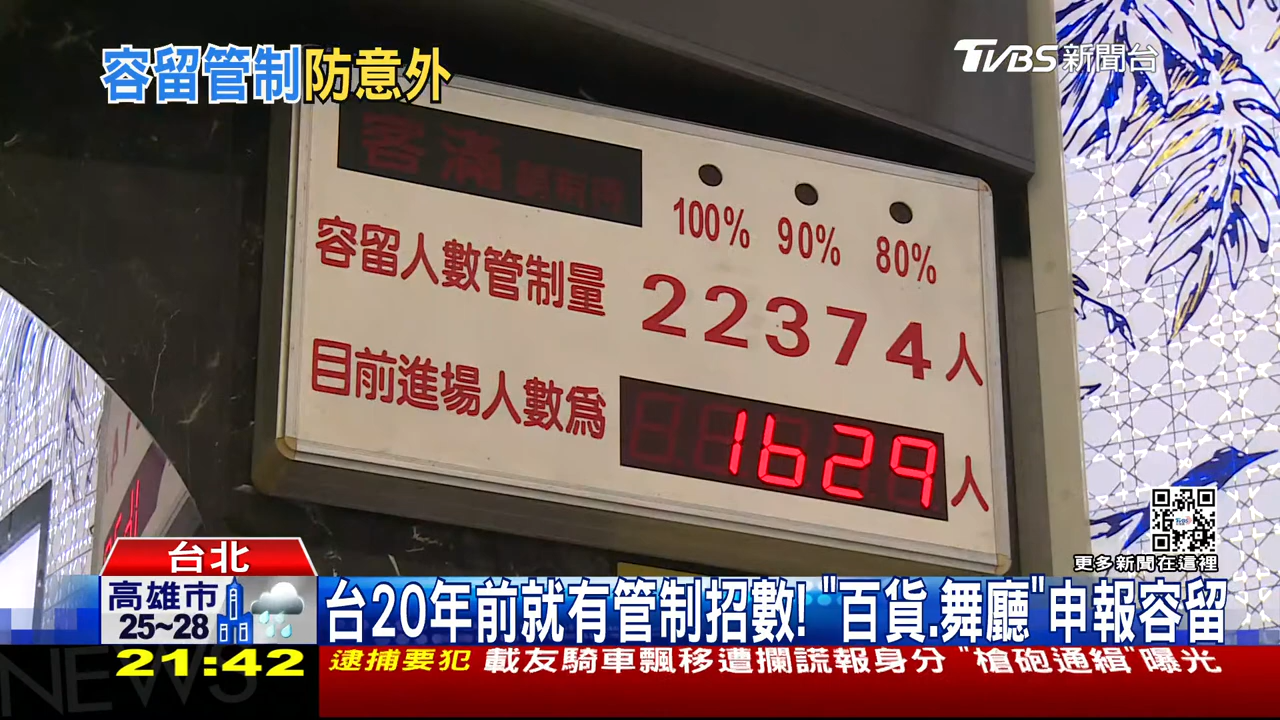 容留管制防意外
TVBS新聞台
客滿
100% 90% 80%
容留人數管制量 22374人
目前進場人數為 1629人
更多新聞在這裡
台北
高雄市
25~28
台20年前就有管制招數! "百貨.舞廳"申報容留
NEWS
21:42
逮捕要犯 載友騎車飄移遭攔謊報身分 "槍砲通緝"曝光